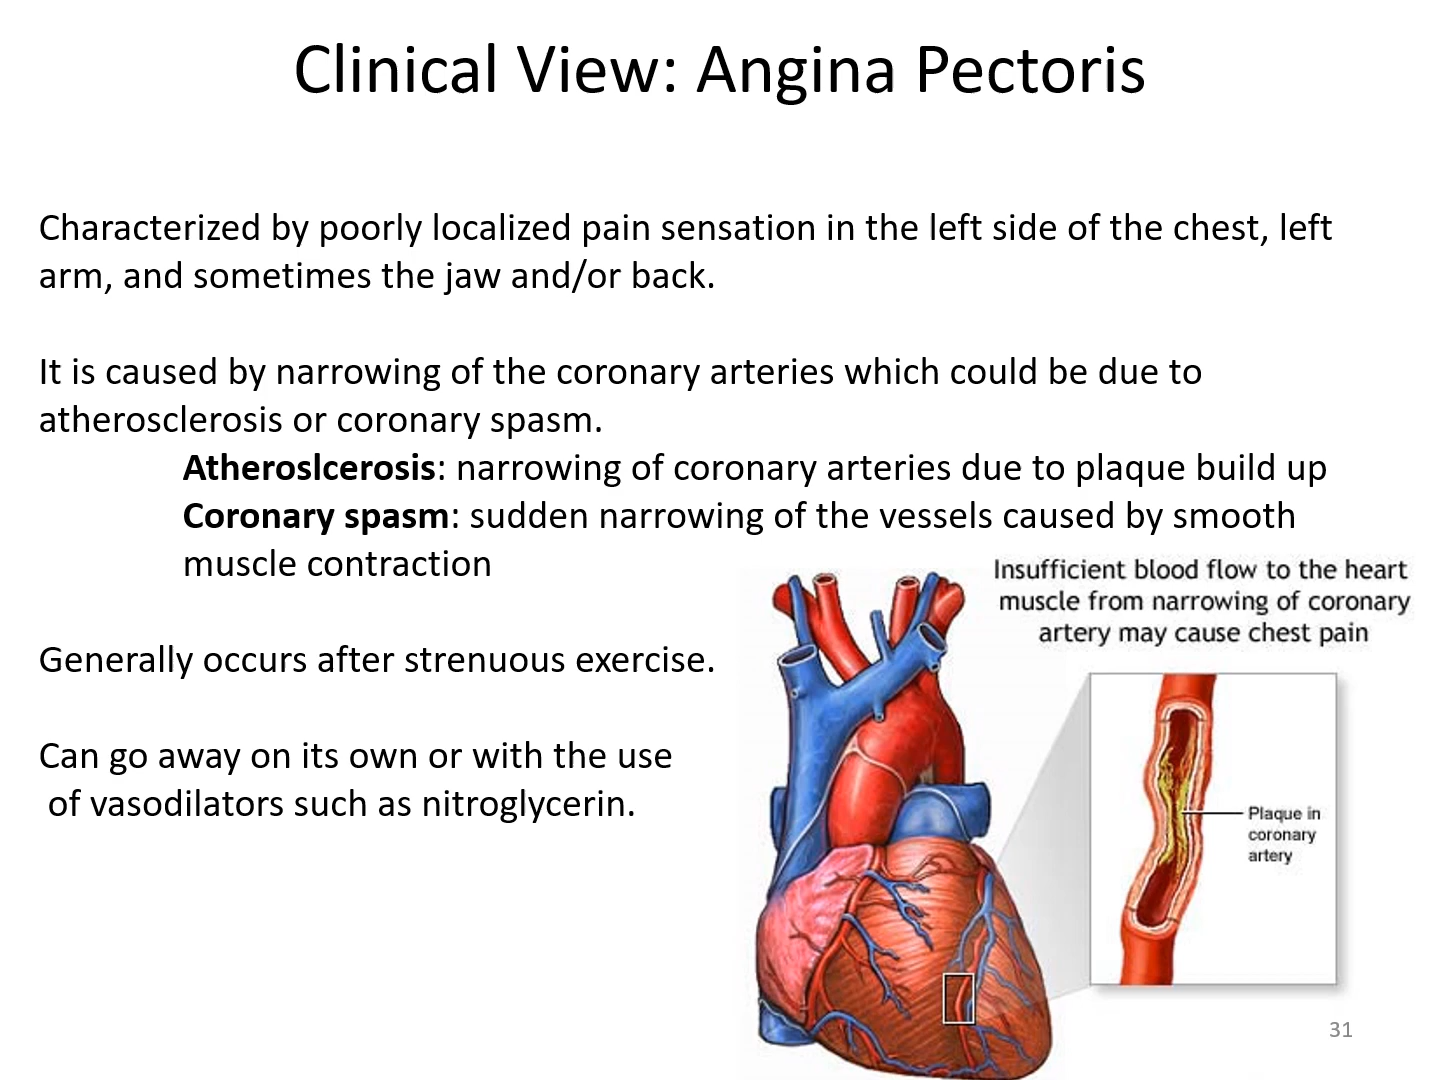 Clinical View: Angina Pectoris
Characterized by poorly localized pain sensation in the left side of the chest, left
arm, and sometimes the jaw and/or back.
It is caused by narrowing of the coronary arteries which could be due to
atherosclerosis or coronary spasm.
Atheroslcerosis: narrowing of coronary arteries due to plaque build up
Coronary spasm: sudden narrowing of the vessels caused by smooth
muscle contraction
Generally occurs after strenuous exercise.
Can go away on its own or with the use
of vasodilators such as nitroglycerin.
Insufficient blood flow to the heart
muscle from narrowing of coronary
artery may cause chest pain
Plaque in
coronary
artery
31